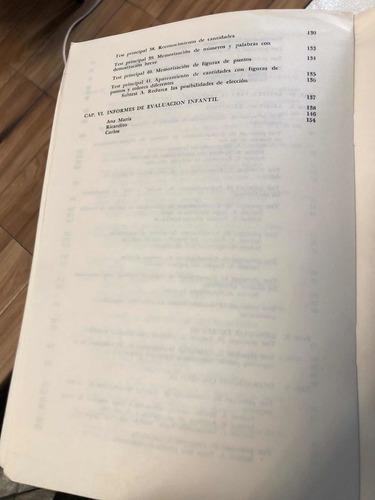 Test principal 38. Reconocimiento de cantidades 130
Test principal 39. Memorización de números y palabras con
demorización breve 133
Test principal 40. Memorización de figuras de puntos 134
Test principal 41. Apareamiento de cantidades con figuras de
puntos y colores diferentes 135
Subtest A. Reduzca las posibilidades de elección 136
CAP. VI. INFORMES DE EVALUACION INFANTIL 137
Ana María 138
Ricardito 146
Carlos 154